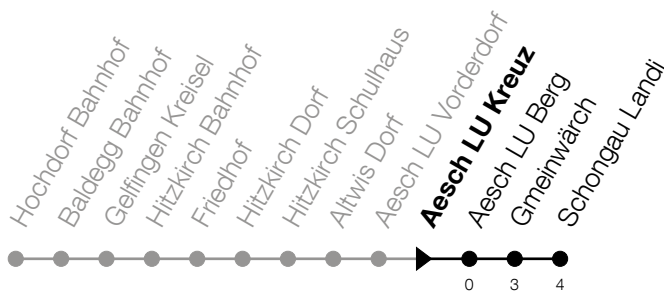 Hochdorf Bahnhof
Baldegg Bahnhof
Gelfingen Kreisel
Hitzkirch Bahnhof
Friedhof
Hitzkirch Dorf
Hitzkirch Schulhaus
Altwis Dorf
Aesch LU Vorderdorf
Aesch LU Kreuz
Aesch LU Berg
Gmeinwärch
Schongau Landi
0 3 4